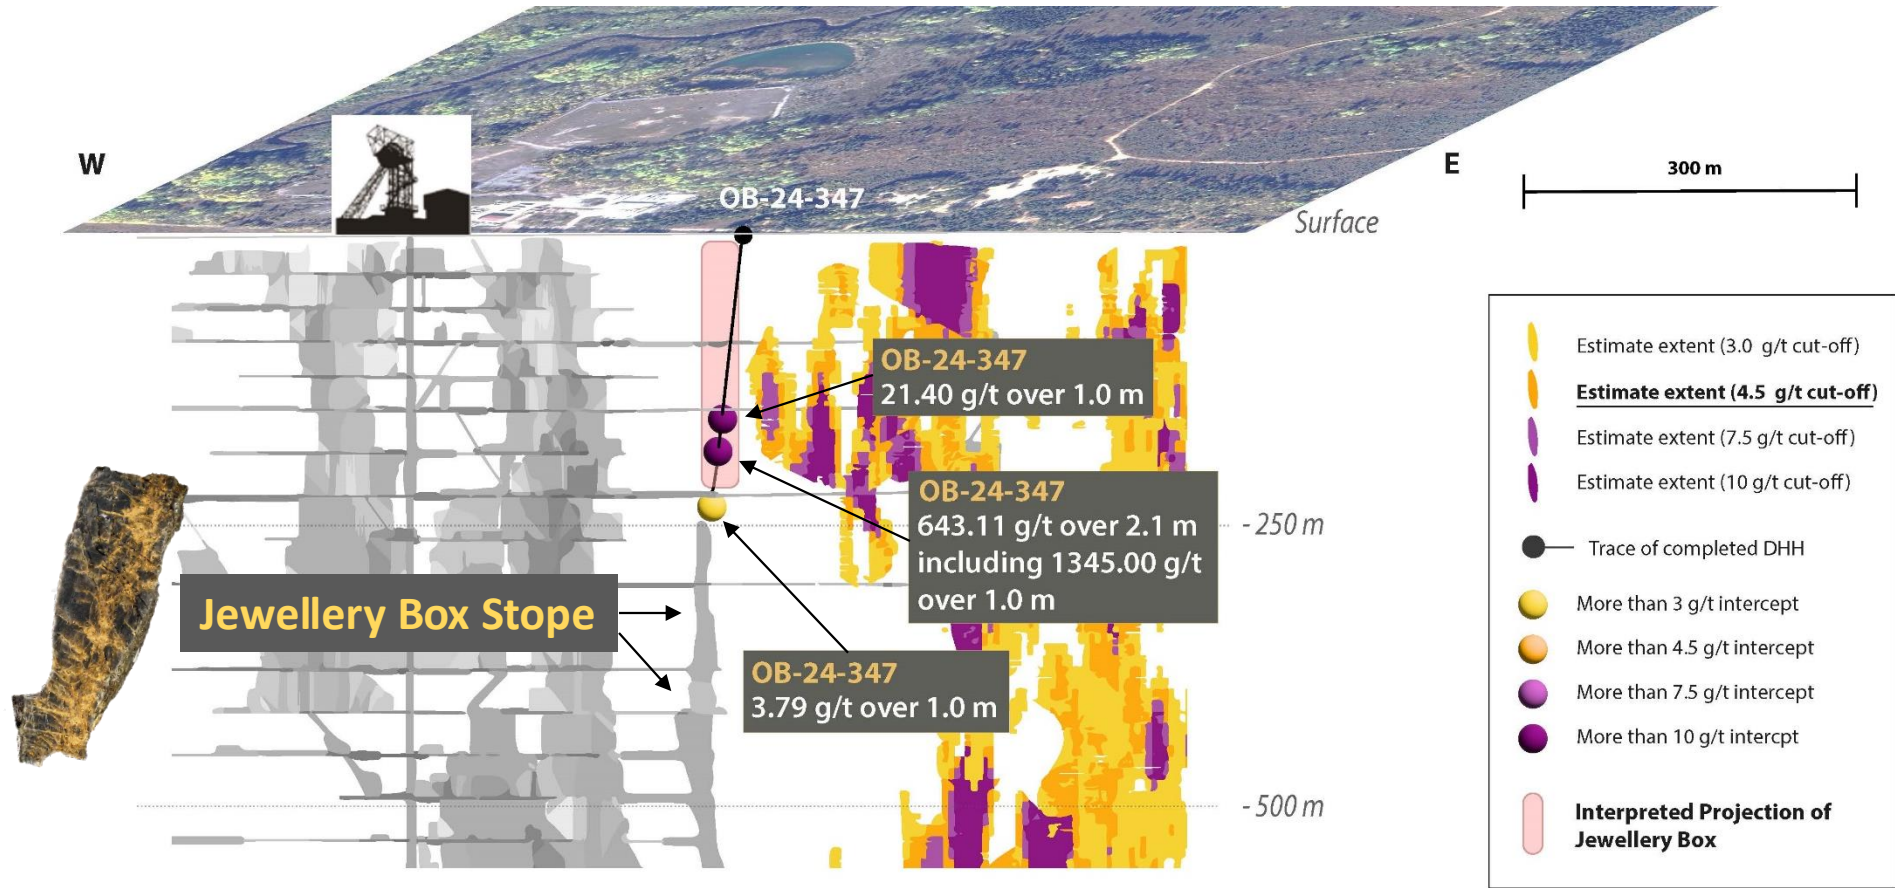 W
E
300 m
OB-24-347
Surface
OB-24-347
21.40 g/t over 1.0 m
OB-24-347
643.11 g/t over 2.1 m
including 1345.00 g/t
over 1.0 m
- 250 m
Jewellery Box Stope
OB-24-347
3.79 g/t over 1.0 m
- 500 m
Estimate extent (3.0 g/t cut-off)
Estimate extent (4.5 g/t cut-off)
Estimate extent (7.5 g/t cut-off)
Estimate extent (10 g/t cut-off)
Trace of completed DHH
More than 3 g/t intercept
More than 4.5 g/t intercept
More than 7.5 g/t intercept
More than 10 g/t intercpt
Interpreted Projection of
Jewellery Box